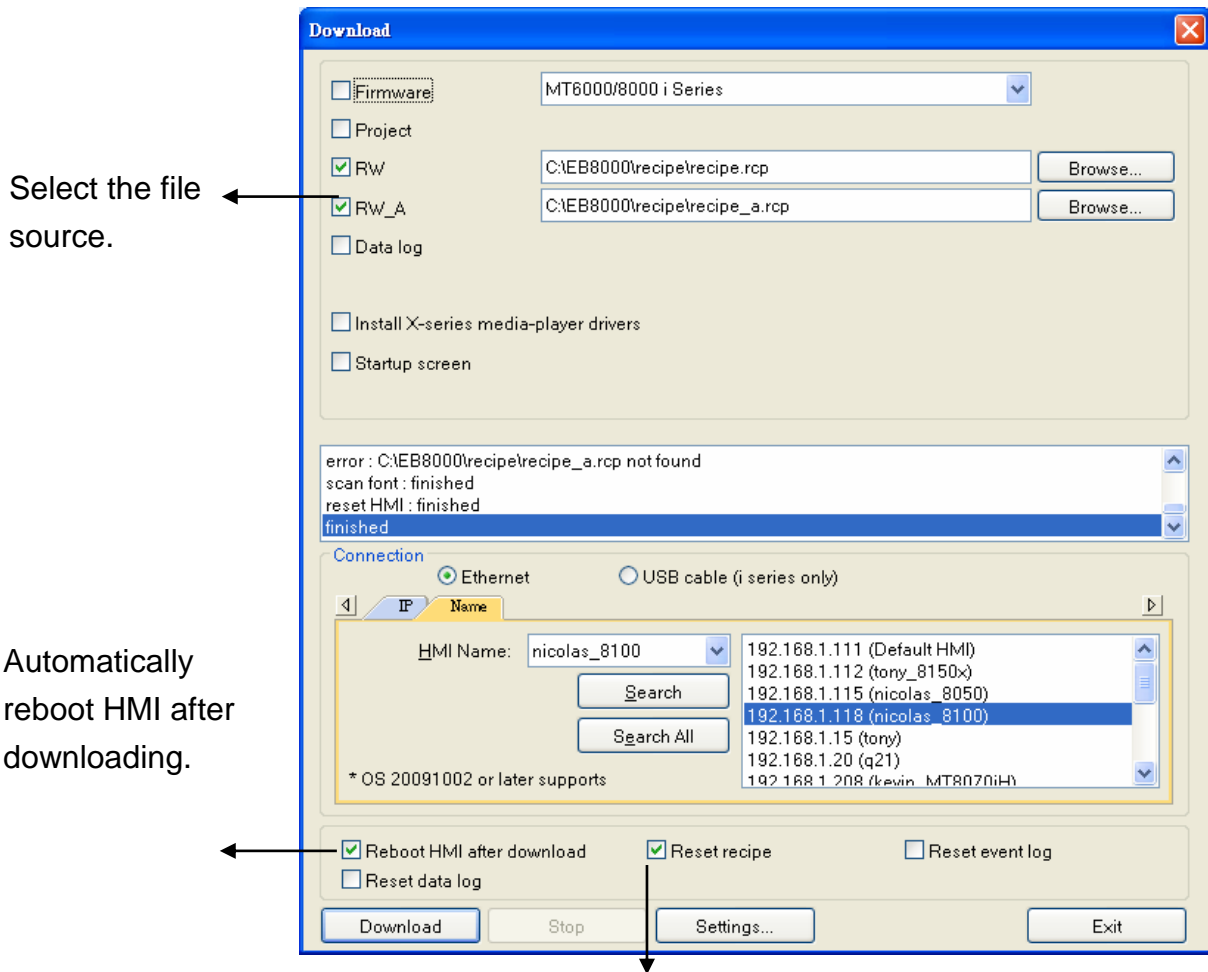 Download
Firmware MT6000/8000 i Series
Project
RW C:\EB8000\recipe\recipe.rcp Browse...
Select the file
source.
RW_A C:\EB8000\recipe\recipe_a.rcp Browse...
Data log
Install X-series media-player drivers
Startup screen
error : C:\EB8000\recipe\recipe_a.rcp not found
scan font : finished
reset HMI : finished
finished
Connection
Ethernet USB cable (i series only)
IP Name
HMI Name: nicolas_8100
Search
Search All
* OS 20091002 or later supports
192.168.1.111 (Default HMI)
192.168.1.112 (tony_8150x)
192.168.1.115 (nicolas_8050)
192.168.1.118 (nicolas_8100)
192.168.1.15 (tony)
192.168.1.20 (q21)
192.168.1.208 (kevin_MT8070iH)
Automatically
reboot HMI after
downloading.
Reboot HMI after download Reset recipe Reset event log
Reset data log
Download Stop Settings... Exit